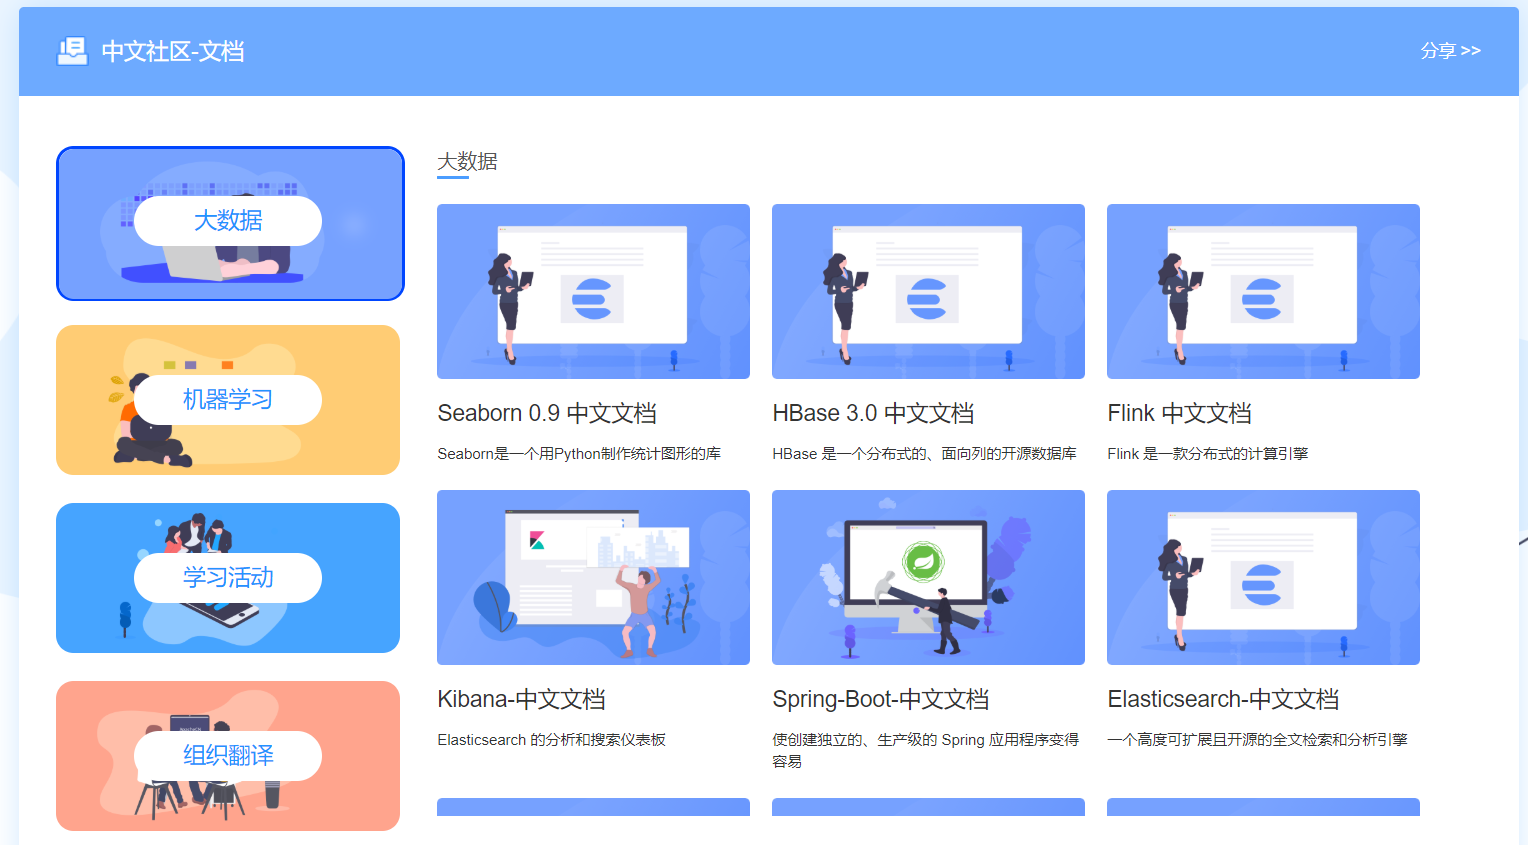 中文社区-文档
分享 >>
大数据
机器学习
学习活动
组织翻译
大数据
Seaborn 0.9 中文文档
Seaborn是一个用Python制作统计图形的库
HBase 3.0 中文文档
HBase 是一个分布式的、面向列的开源数据库
Flink 中文文档
Flink 是一款分布式的计算引擎
Kibana-中文文档
Elasticsearch 的分析和搜索仪表板
Spring-Boot-中文文档
使创建独立的、生产级的 Spring 应用程序变得
容易
Elasticsearch-中文文档
一个高度可扩展且开源的全文检索和分析引擎